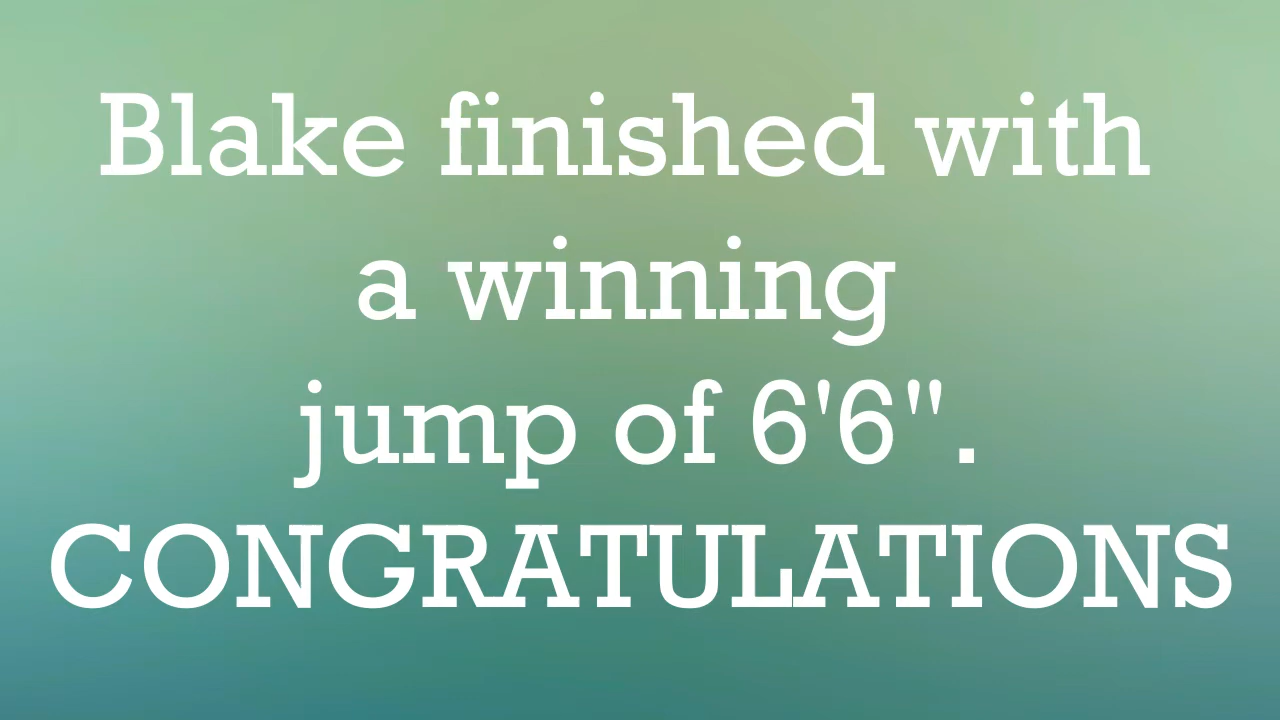 Blake finished with
a winning
jump of 6'6".
CONGRATULATIONS